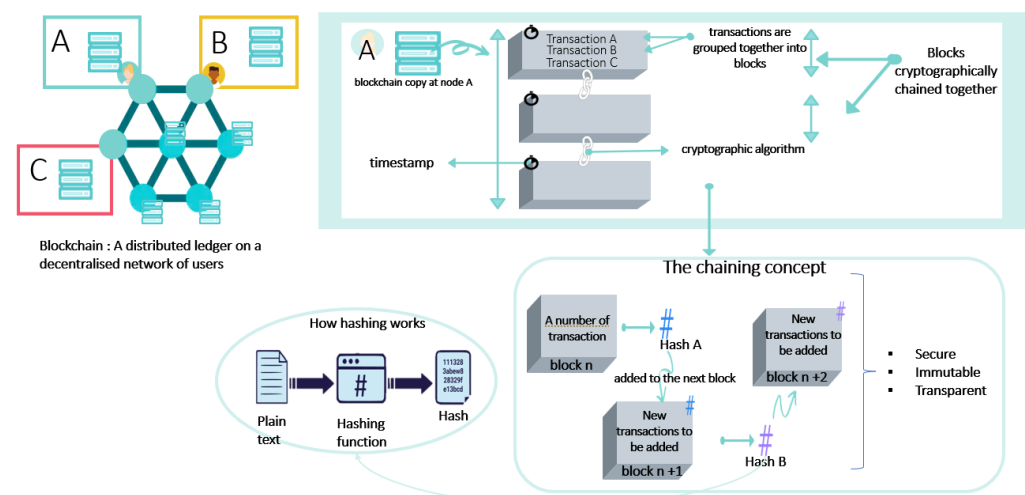 A
B
C
Blockchain : A distributed ledger on a
decentralised network of users
A
blockchain copy at node A
Transaction A
Transaction B
Transaction C
transactions are
grouped together into
blocks
Blocks
cryptographically
chained together
timestamp
cryptographic algorithm
The chaining concept
A number of
transaction
block n
#
Hash A
added to the next block
New
transactions to
be added
#
block n +1
#
Hash B
New
transactions to
be added
#
block n +2
▪ Secure
▪ Immutable
▪ Transparent
How hashing works
Plain
text
#
Hashing
function
111328
3abew8
28329f
e13bcd
Hash